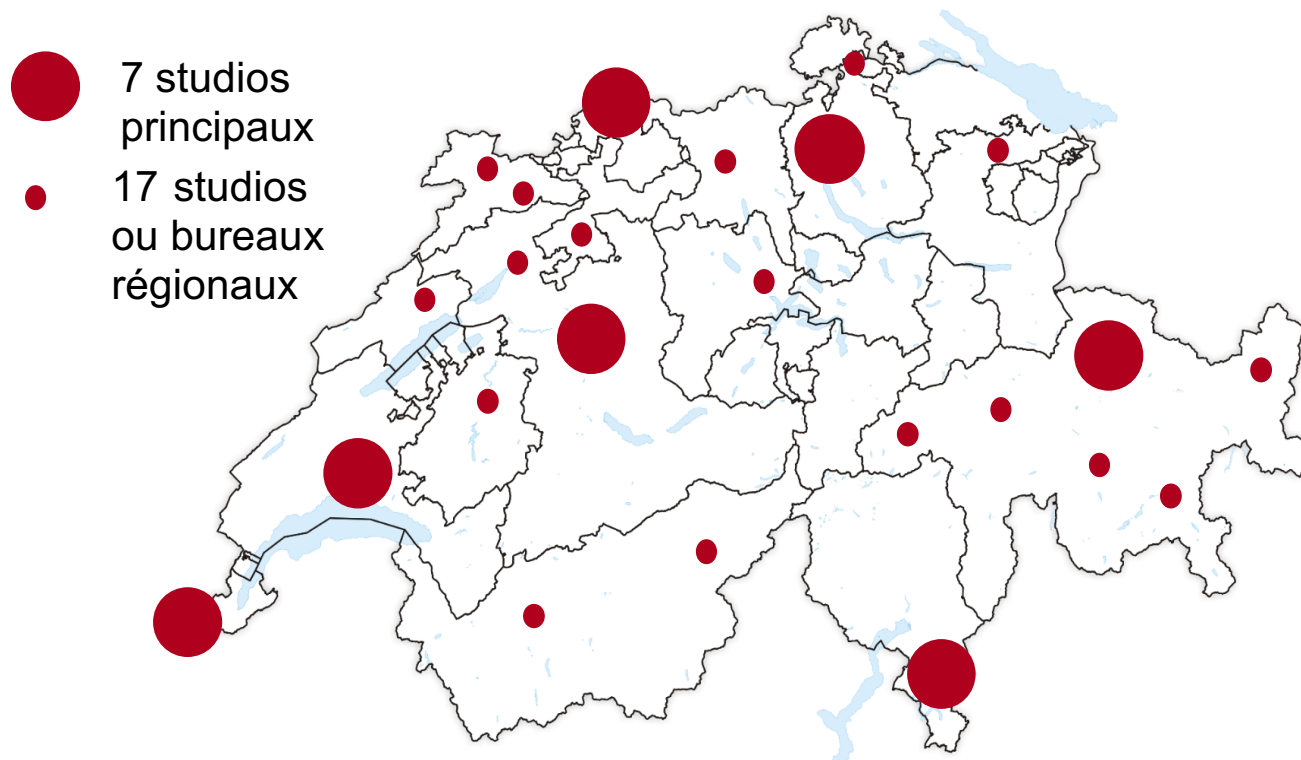 7 studios
principaux
17 studios
ou bureaux
régionaux